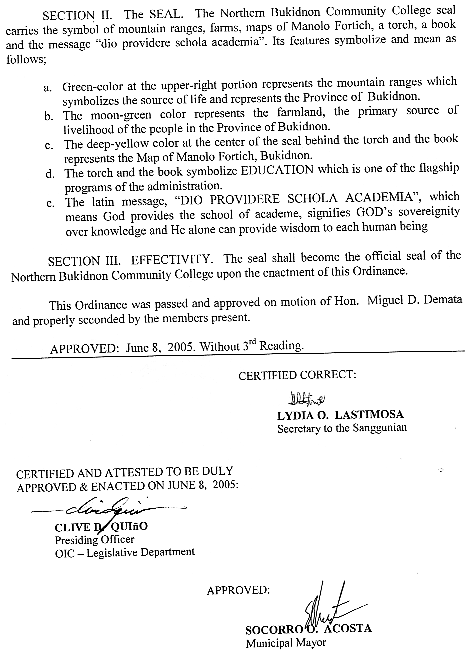 SECTION II. The SEAL. The Northern Bukidnon Community College seal
carries the symbol of mountain ranges, farms, maps of Manolo Fortich, a torch, a book
and the message “dio providere schola academia”. Its features symbolize and mean as
follows;
a. Green-color at the upper-right portion represents the mountain ranges which
symbolizes the source of life and represents the Province of Bukidnon.
b. The moon-green color represents the farmland, the primary source of
livelihood of the people in the Province of Bukidnon.
c. The deep-yellow color at the center of the seal behind the torch and the book
represents the Map of Manolo Fortich, Bukidnon.
d. The torch and the book symbolize EDUCATION which is one of the flagship
programs of the administration.
e. The latin message, “DIO PROVIDERE SCHOLA ACADEMIA”, which
means God provides the school of academe, signifies GOD’s sovereignity
over knowledge and He alone can provide wisdom to each human being
SECTION III. EFFECTIVITY. The seal shall become the official seal of the
Northern Bukidnon Community College upon the enactment of this Ordinance.
This Ordinance was passed and approved on motion of Hon. Miguel D. Demata
and properly seconded by the members present.
APPROVED: June 8, 2005. Without 3rd Reading.
CERTIFIED CORRECT:
LYDIA O. LASTIMOSA
Secretary to the Sanggunian
CERTIFIED AND ATTESTED TO BE DULY
APPROVED & ENACTED ON JUNE 8, 2005:
CLIVE D. QUIñO
Presiding Officer
OIC – Legislative Department
APPROVED:
SOCORRO O. ACOSTA
Municipal Mayor